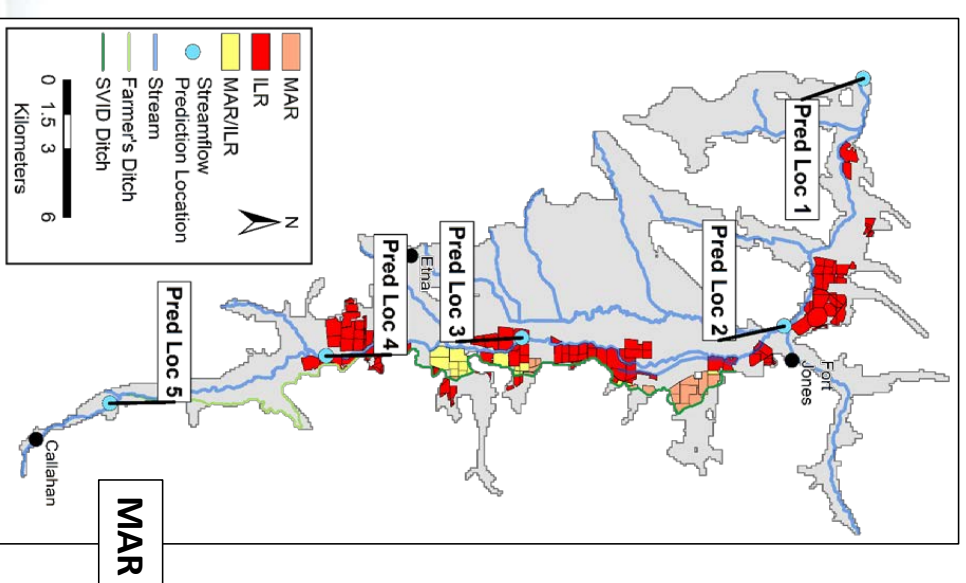 MAR
ILR
MAR/ILR
Streamflow
Prediction Location
Stream
Farmer's Ditch
SVID Ditch
0 1.5 3 6
Kilometers
N
Pred Loc 1
Pred Loc 2
Pred Loc 3
Pred Loc 4
Pred Loc 5
Fort
Jones
Etna
Callahan
MAR